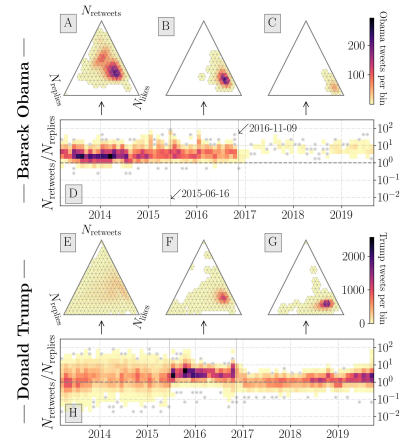 — Barack Obama —
N_retweets
A
B
C
N_replies
N_likes
Obama tweets per bin
200
100
N_retweets/N_replies
2016-11-09
2015-06-16
D
10^2
10^1
10^0
10^-1
10^-2
2014 2015 2016 2017 2018 2019
— Donald Trump —
N_retweets
E
F
G
N_replies
N_likes
Trump tweets per bin
2000
1000
0
N_retweets/N_replies
H
10^2
10^1
10^0
10^-1
10^-2
2014 2015 2016 2017 2018 2019